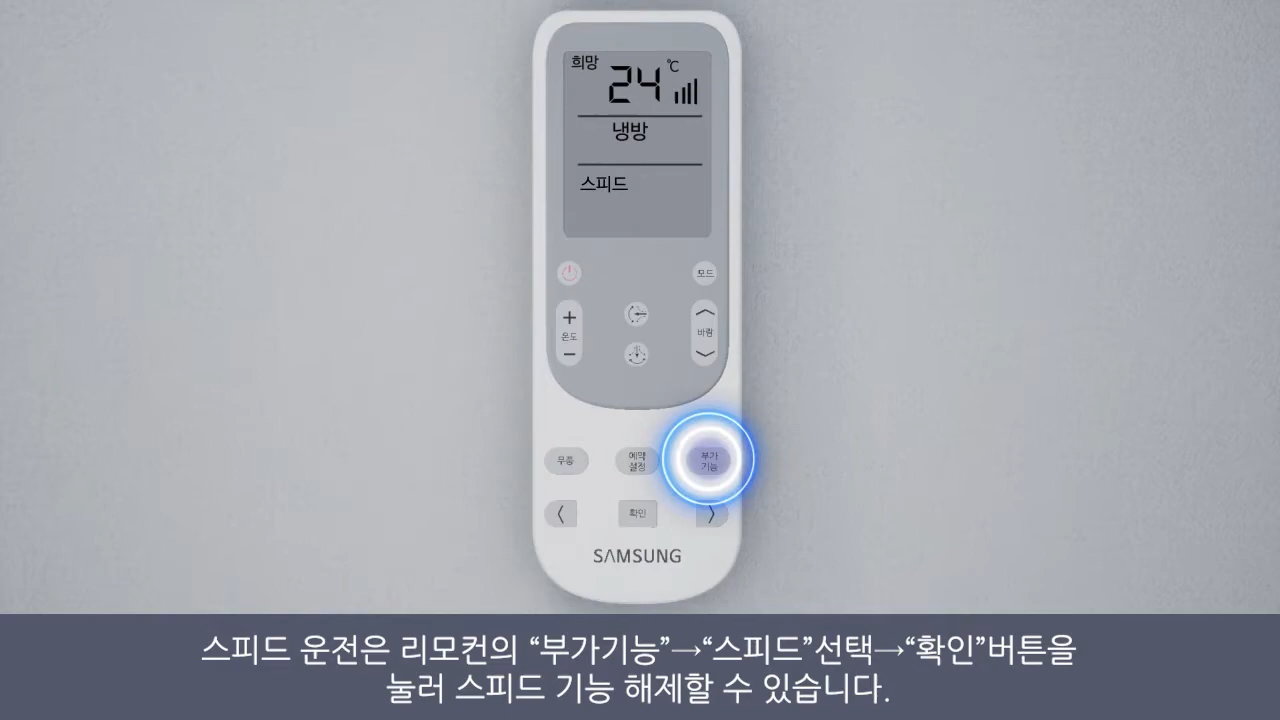 희망 24 ℃
냉방
스피드
모드
+
온도
−
바람
무풍
예약
설정
부가
기능
확인
SAMSUNG
스피드 운전은 리모컨의 “부가기능”→“스피드”선택→“확인”버튼을
눌러 스피드 기능 해제할 수 있습니다.